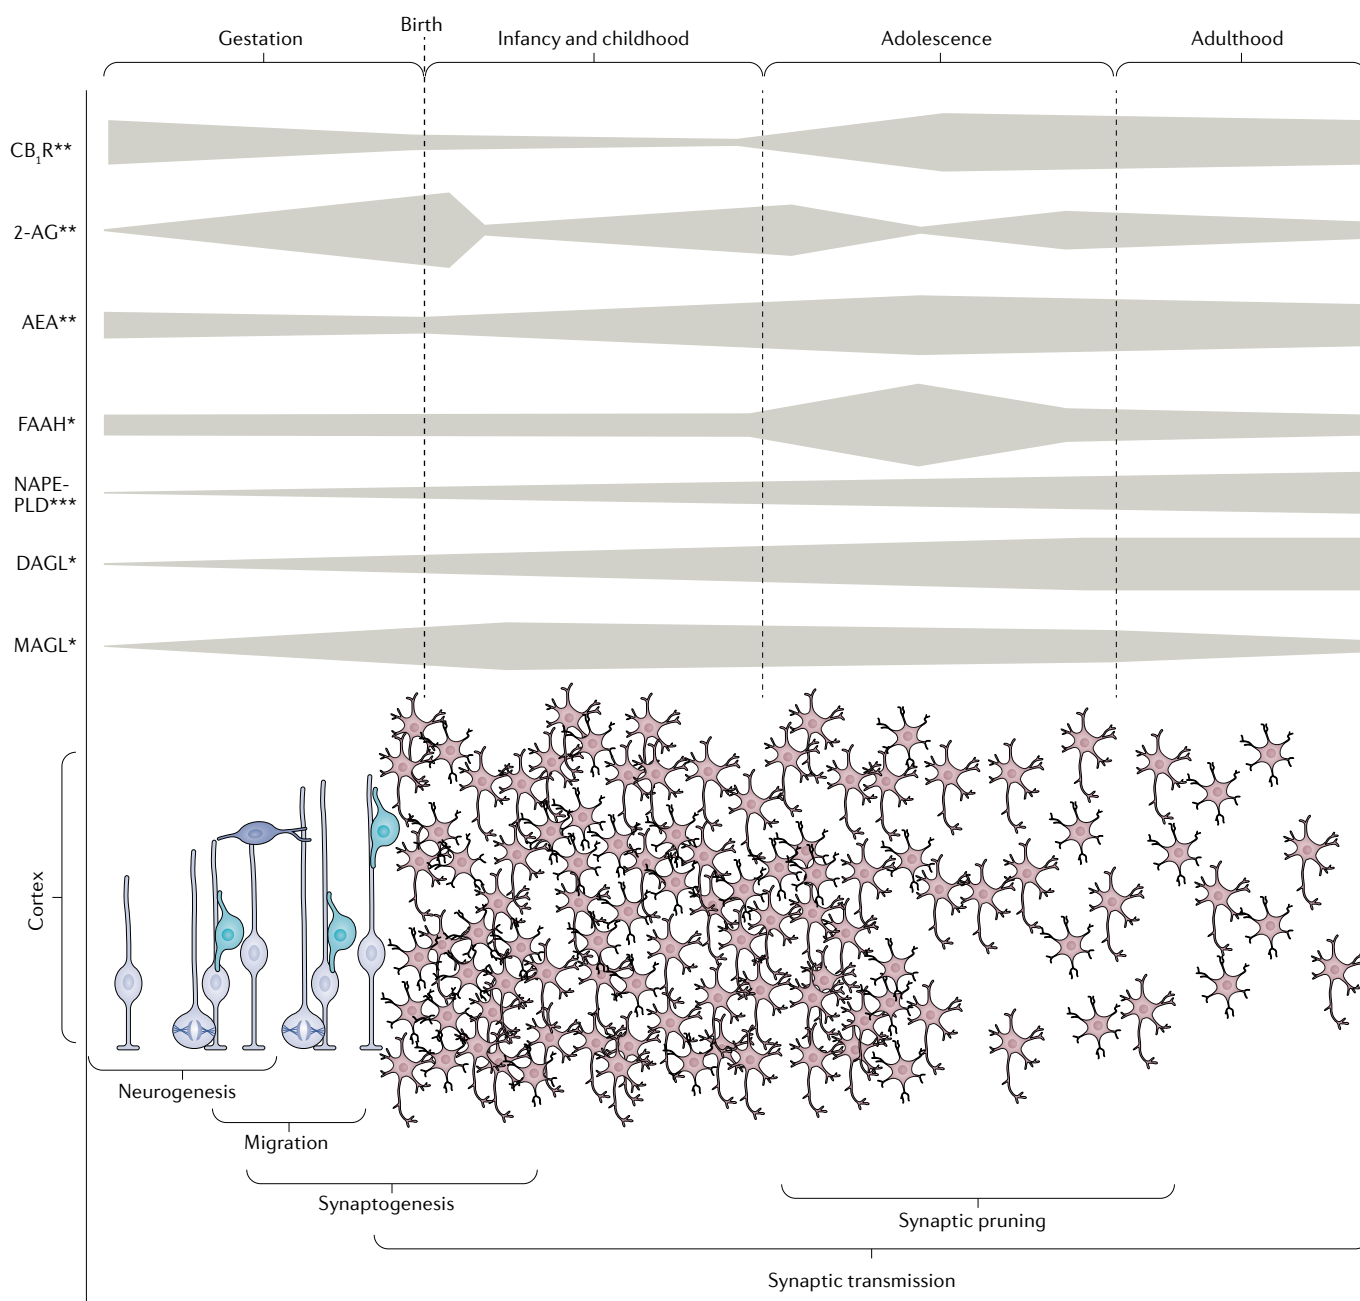 Birth
Gestation
Infancy and childhood
Adolescence
Adulthood
CB₁R**
2-AG**
AEA**
FAAH*
NAPE-
PLD***
DAGL*
MAGL*
Cortex
Neurogenesis
Migration
Synaptogenesis
Synaptic pruning
Synaptic transmission